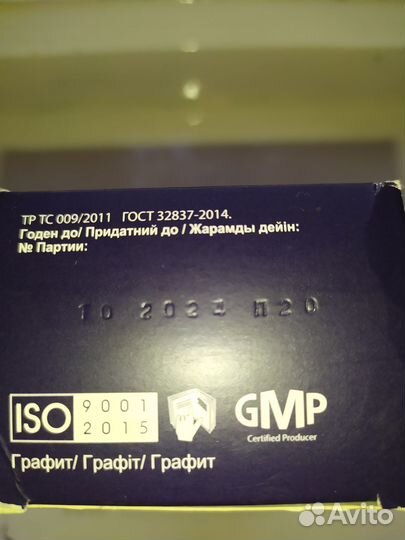 ТР ТС 009/2011 ГОСТ 32837-2014.
Годен до/ Придатний до / Жарамды дейін:
№ Партии:
10 2024 П20
ISO 9001
2015
GMP
Certified Producer
Графит/ Графіт/ Графит
Avito